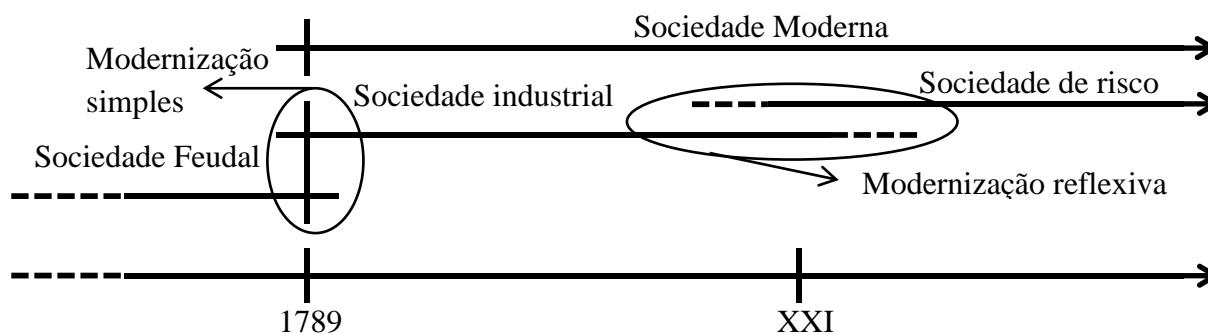 Sociedade Moderna
Modernização
simples
Sociedade industrial
Sociedade de risco
Sociedade Feudal
Modernização reflexiva
1789
XXI